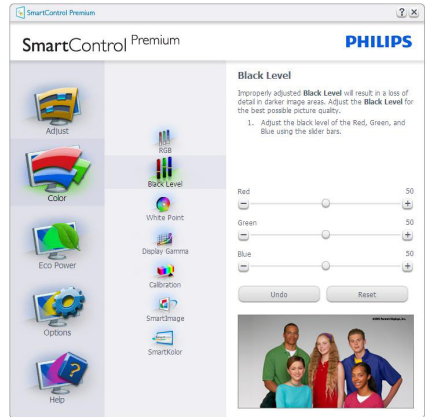 SmartControl Premium
SmartControl Premium
PHILIPS
Adjust
Color
Eco Power
Options
Help
RGB
Black Level
White Point
Display Gamma
Calibration
SmartImage
SmartKolor
Black Level
Improperly adjusted Black Level will result in a loss of
detail in darker image areas. Adjust the Black Level for
the best possible picture quality.
1. Adjust the black level of the Red, Green, and
Blue using the slider bars.
Red 50
Green 50
Blue 50
Undo
Reset